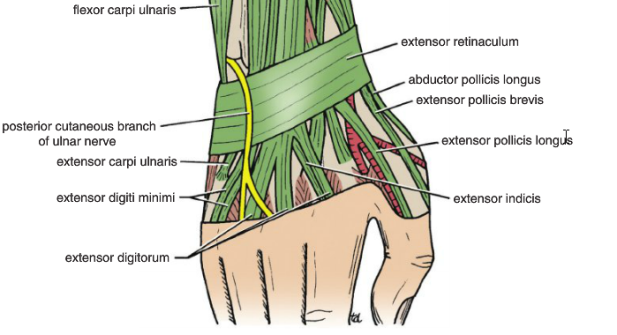 flexor carpi ulnaris
extensor retinaculum
abductor pollicis longus
extensor pollicis brevis
posterior cutaneous branch
of ulnar nerve
extensor pollicis longus
extensor carpi ulnaris
extensor digiti minimi
extensor indicis
extensor digitorum